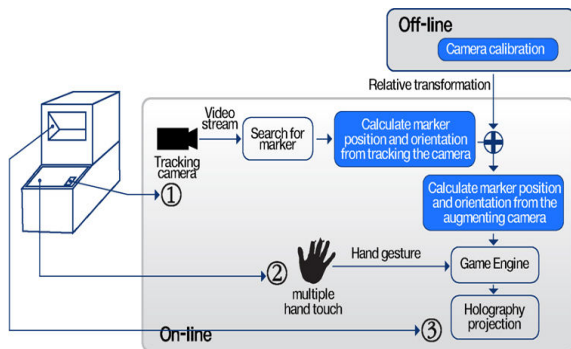 Off-line
Camera calibration
Relative transformation
Video
stream
Search for
marker
Calculate marker
position and orientation
from tracking the camera
Tracking
camera
①
Calculate marker position
and orientation from the
augmenting camera
②
multiple
hand touch
Hand gesture
Game Engine
Holography
projection
③
On-line